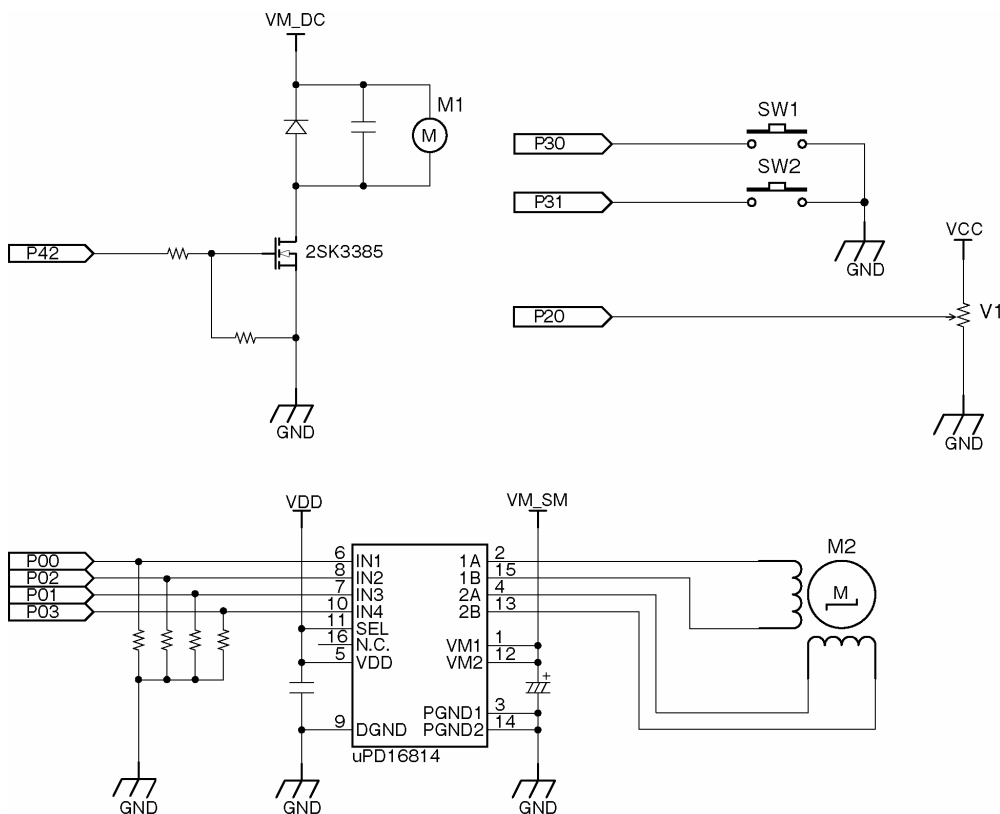 VM_DC
M1
M
P42
2SK3385
GND
SW1
P30
SW2
P31
GND
VCC
P20
V1
GND
VDD
VM_SM
P00
P02
P01
P03
6 IN1
8 IN2
7 IN3
10 IN4
11 SEL
16 N.C.
5 VDD
9 DGND
1A 2
1B 15
2A 4
2B 13
VM1 1
VM2 12
+
PGND1 3
PGND2 14
uPD16814
M2
M
GND
GND
GND